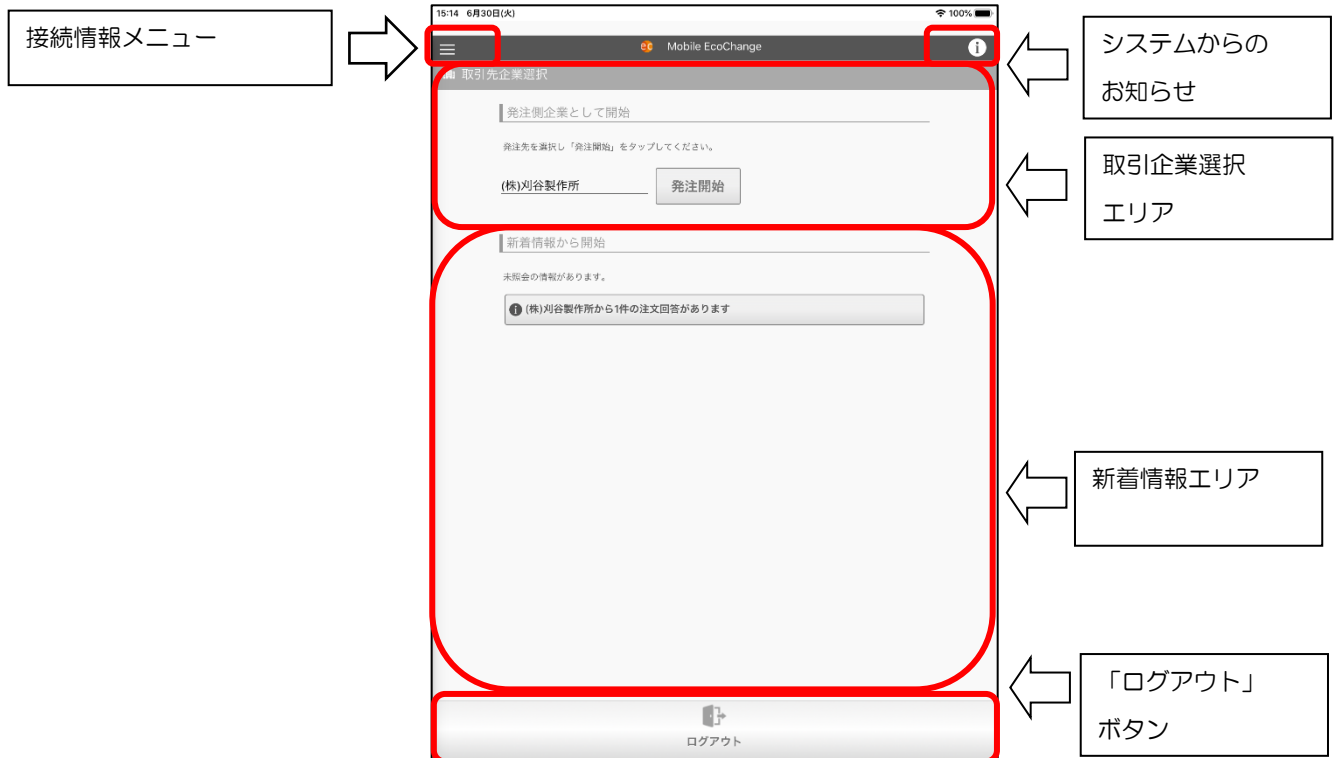 接続情報メニュー
15:14 6月30日(火)
100%
ec Mobile EcoChange
取引先企業選択
発注側企業として開始
発注先を選択し「発注開始」をタップしてください。
(株)刈谷製作所
発注開始
新着情報から開始
未照会の情報があります。
(株)刈谷製作所から1件の注文回答があります
ログアウト
システムからの
お知らせ
取引企業選択
エリア
新着情報エリア
「ログアウト」
ボタン